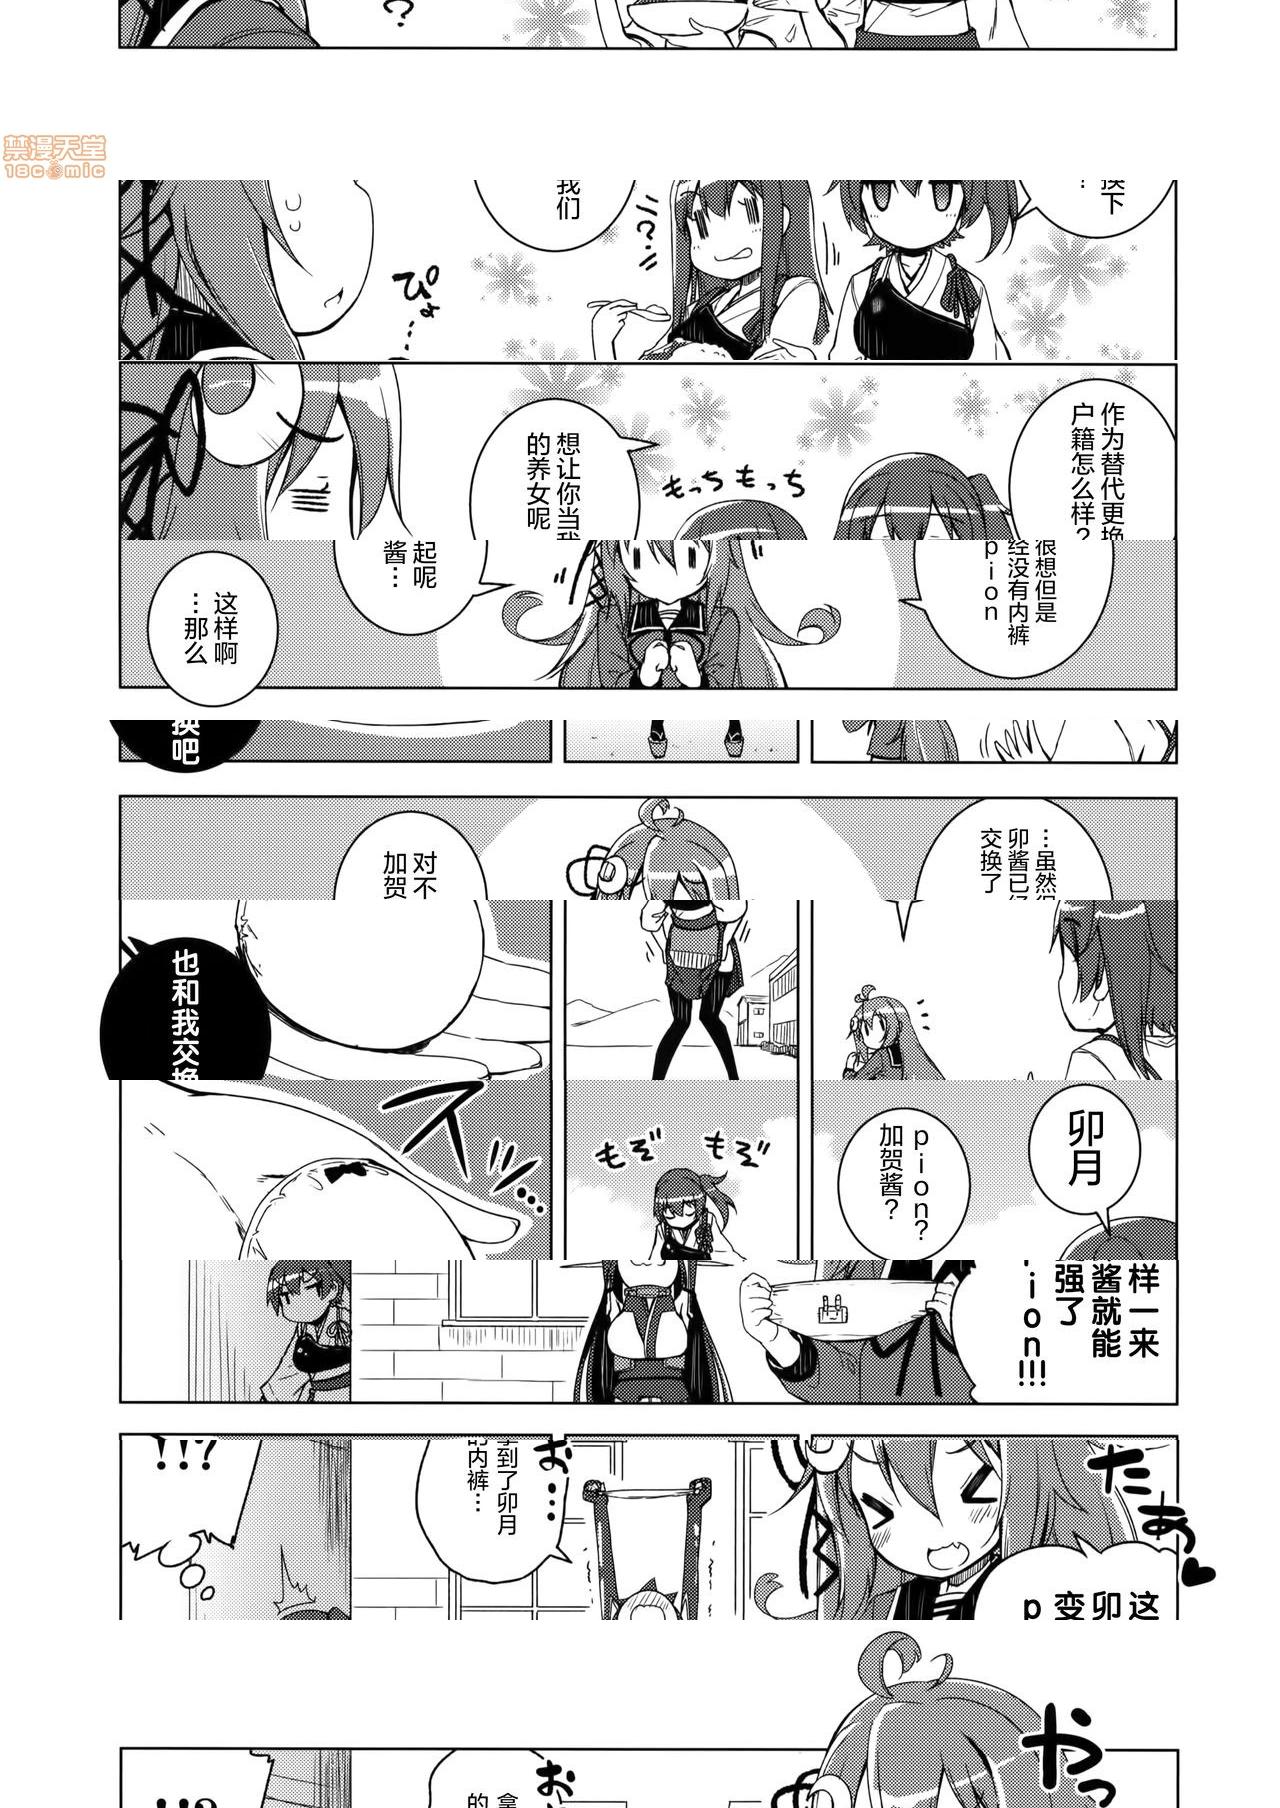 ?
禁漫天堂
18comic
换下
?
我们
!!?..
ぴょ…
作为替代更换
户籍怎么样?
想让你当我
的养女呢
もっちもっち
很想但是
经没有内裤
pion
起呢
酱…
这样啊
…那么
换吧
…虽然很
卯酱已经
交换了
对不
加贺
也和我交换
卯月
pion?
加贺酱?
もぞ もぞ
样一来
酱就能
强了
pion!!!
たぁ♥
お…
拿到了卯月
的内裤…
!!?
这
卯
变
p
やっ
お
拿
的
!!?